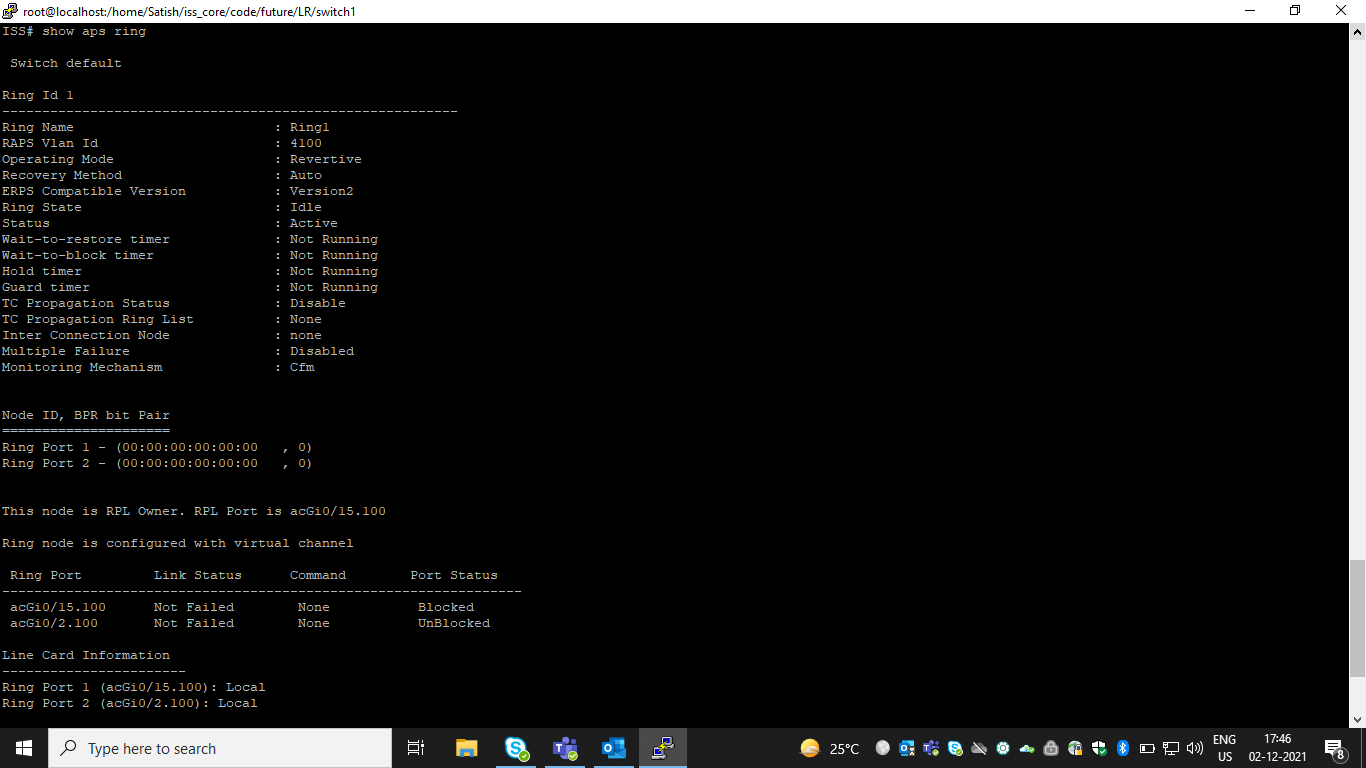 root@localhost:/home/Satish/iss_core/code/future/LR/switch1
ISS# show aps ring
Switch default
Ring Id 1
---------------------------------------------------------
Ring Name : Ring1
RAPS Vlan Id : 4100
Operating Mode : Revertive
Recovery Method : Auto
ERPS Compatible Version : Version2
Ring State : Idle
Status : Active
Wait-to-restore timer : Not Running
Wait-to-block timer : Not Running
Hold timer : Not Running
Guard timer : Not Running
TC Propagation Status : Disable
TC Propagation Ring List : None
Inter Connection Node : none
Multiple Failure : Disabled
Monitoring Mechanism : Cfm
Node ID, BPR bit Pair
=====================
Ring Port 1 - (00:00:00:00:00:00 , 0)
Ring Port 2 - (00:00:00:00:00:00 , 0)
This node is RPL Owner. RPL Port is acGi0/15.100
Ring node is configured with virtual channel
Ring Port Link Status Command Port Status
-----------------------------------------------------------------
acGi0/15.100 Not Failed None Blocked
acGi0/2.100 Not Failed None UnBlocked
Line Card Information
-----------------------
Ring Port 1 (acGi0/15.100): Local
Ring Port 2 (acGi0/2.100): Local
Type here to search
25°C
ENG
US
17:46
02-12-2021
8